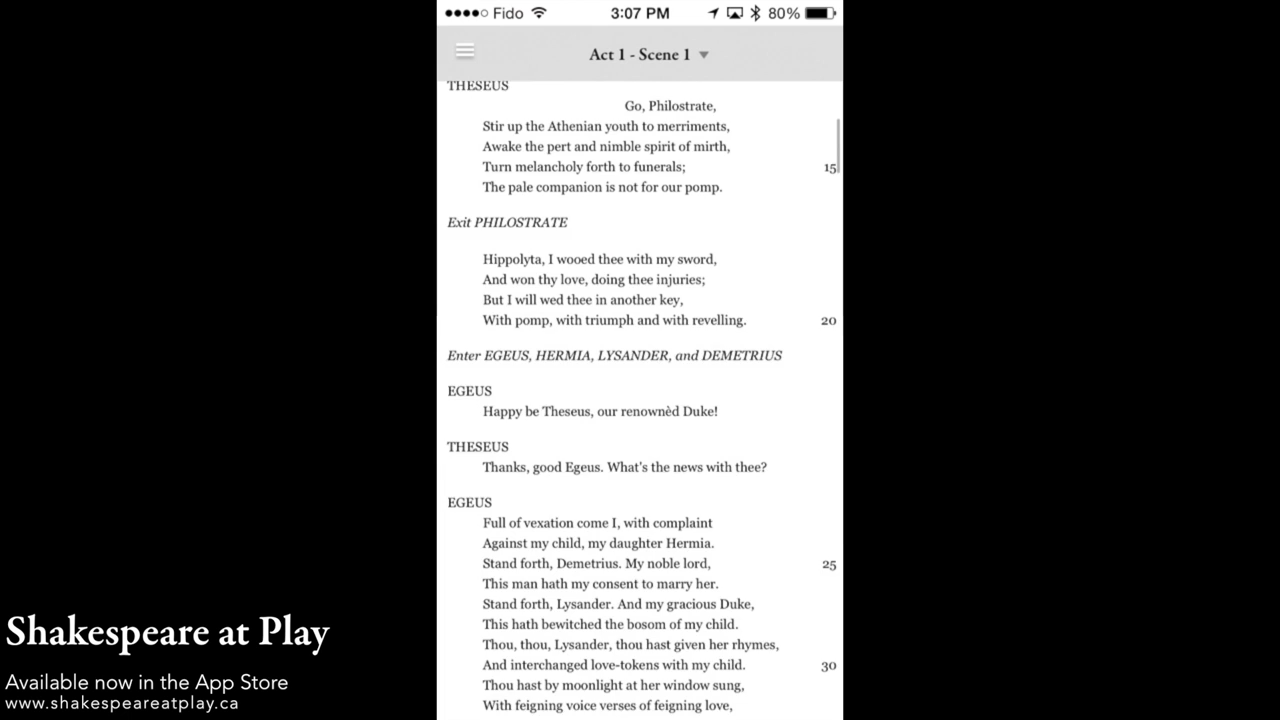 Fido 3:07 PM 80%
Act 1 - Scene 1
THESEUS
Go, Philostrate,
Stir up the Athenian youth to merriments,
Awake the pert and nimble spirit of mirth,
Turn melancholy forth to funerals; 15
The pale companion is not for our pomp.
Exit PHILOSTRATE
Hippolyta, I wooed thee with my sword,
And won thy love, doing thee injuries;
But I will wed thee in another key,
With pomp, with triumph and with revelling. 20
Enter EGEUS, HERMIA, LYSANDER, and DEMETRIUS
EGEUS
Happy be Theseus, our renownèd Duke!
THESEUS
Thanks, good Egeus. What's the news with thee?
EGEUS
Full of vexation come I, with complaint
Against my child, my daughter Hermia.
Stand forth, Demetrius. My noble lord, 25
This man hath my consent to marry her.
Stand forth, Lysander. And my gracious Duke,
This hath bewitched the bosom of my child.
Thou, thou, Lysander, thou hast given her rhymes,
And interchanged love-tokens with my child. 30
Thou hast by moonlight at her window sung,
With feigning voice verses of feigning love,
Shakespeare at Play
Available now in the App Store
www.shakespeareatplay.ca